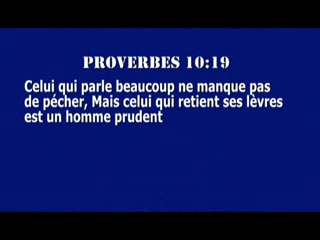 PROVERBES 10:19
Celui qui parle beaucoup ne manque pas
de pécher, Mais celui qui retient ses lèvres
est un homme prudent